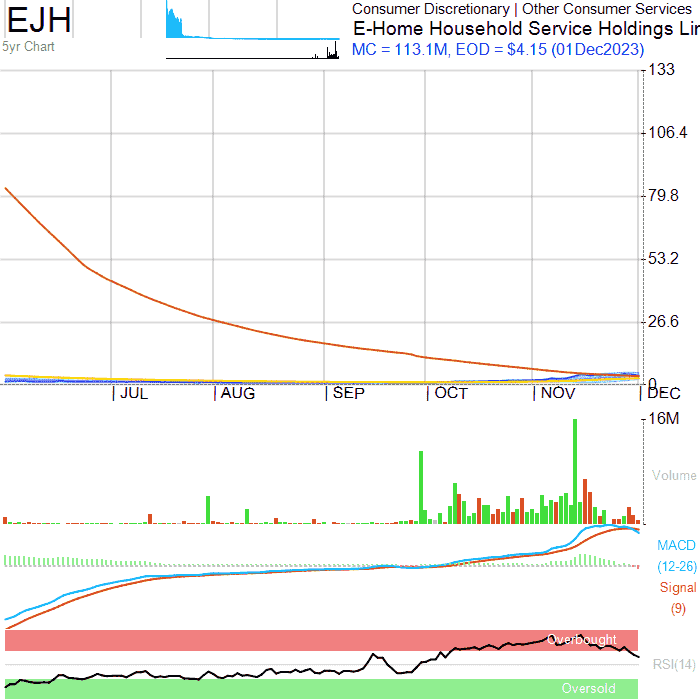 EJH
5yr Chart
Consumer Discretionary | Other Consumer Services
E-Home Household Service Holdings Lir
MC = 113.1M, EOD = $4.15 (01Dec2023)
133
106.4
79.8
53.2
26.6
0
JUL AUG SEP OCT NOV DEC
16M
Volume
MACD
(12-26)
Signal
(9)
Overbought
RSI(14)
Oversold